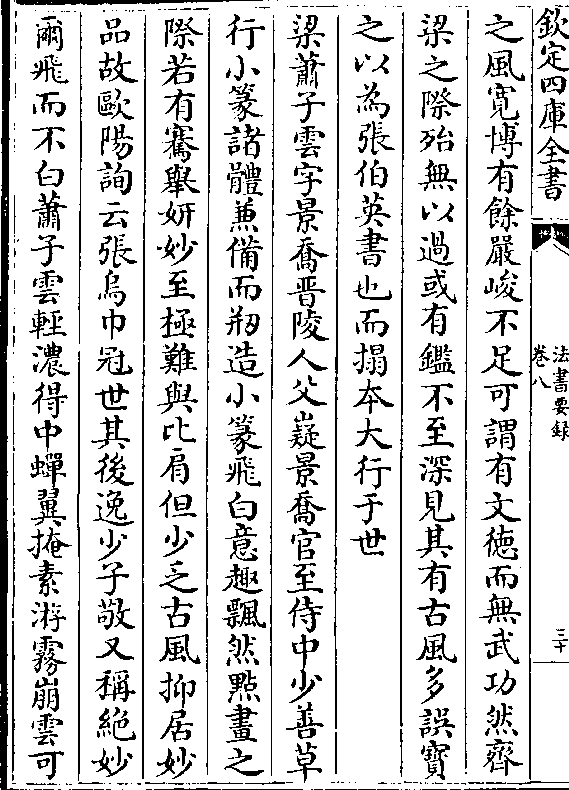 欽定四庫全書
法書要録
卷八
三十
之風寛博有餘嚴峻不足可謂有文徳而無武功然齊
梁之際殆無以過或有鑑不至深見其有古風多誤寳
之以為張伯英書也而搨本大行于世
梁蕭子雲字景喬晋陵人父嶷景喬官至侍中少善草
行小篆諸體兼備而剏造小篆飛白意趣飄然點畫之
際若有騫舉妍妙至極難與比肩但少乏古風抑居妙
品故歐陽詢云張烏巾冠世其後逸少子敬又稱絶妙
爾飛而不白蕭子雲輕濃得中蟬翼掩素游霧崩雲可